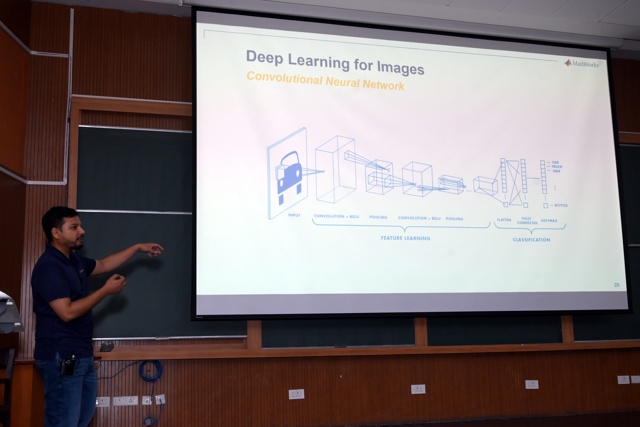 Deep Learning for Images
MathWorks
Convolutional Neural Network
INPUT
CONVOLUTION + RELU
POOLING
CONVOLUTION + RELU
POOLING
FLATTEN
FULLY CONNECTED
SOFTMAX
FEATURE LEARNING
CLASSIFICATION
CAR
TRUCK
VAN
BICYCLE